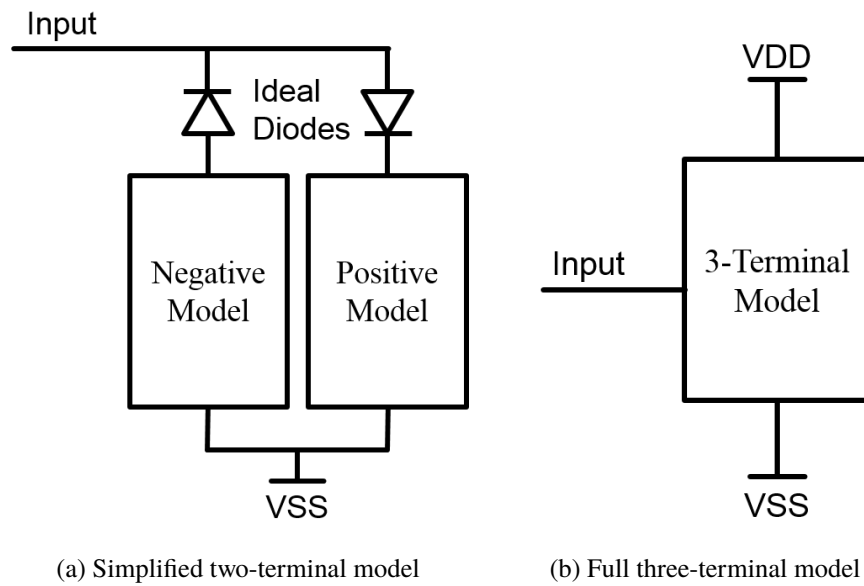 Input
Ideal
Diodes
Negative
Model
Positive
Model
VSS
(a) Simplified two-terminal model
VDD
Input
3-Terminal
Model
VSS
(b) Full three-terminal model